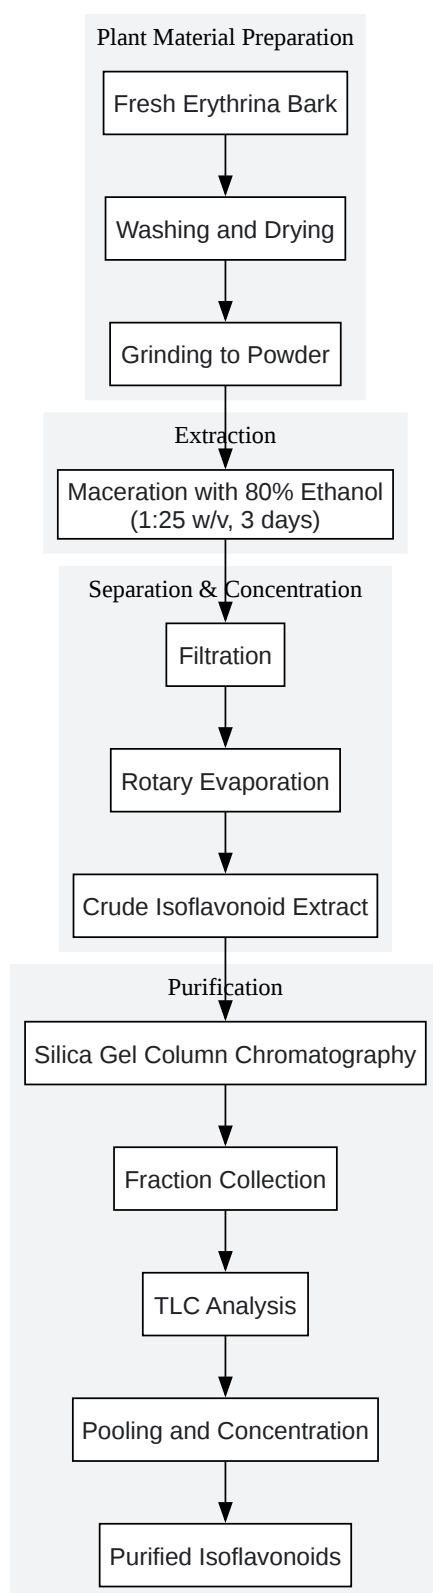 Plant Material Preparation
Fresh Erythrina Bark
Washing and Drying
Grinding to Powder
Extraction
Maceration with 80% Ethanol
(1:25 w/v, 3 days)
Separation & Concentration
Filtration
Rotary Evaporation
Crude Isoflavonoid Extract
Purification
Silica Gel Column Chromatography
Fraction Collection
TLC Analysis
Pooling and Concentration
Purified Isoflavonoids